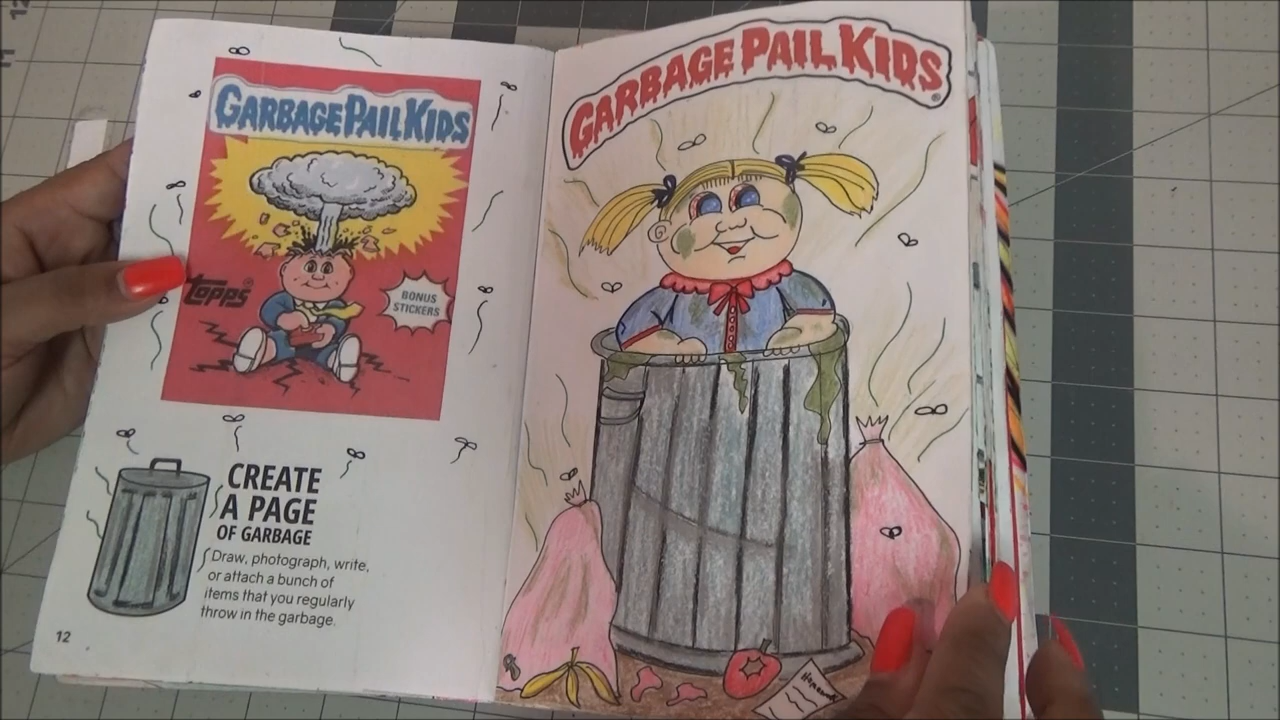 GARBAGE PAIL KIDS
TOPPS®
BONUS
STICKERS
CREATE
A PAGE
OF GARBAGE
Draw, photograph, write,
or attach a bunch of
items that you regularly
throw in the garbage.
12
GARBAGE PAIL KIDS®